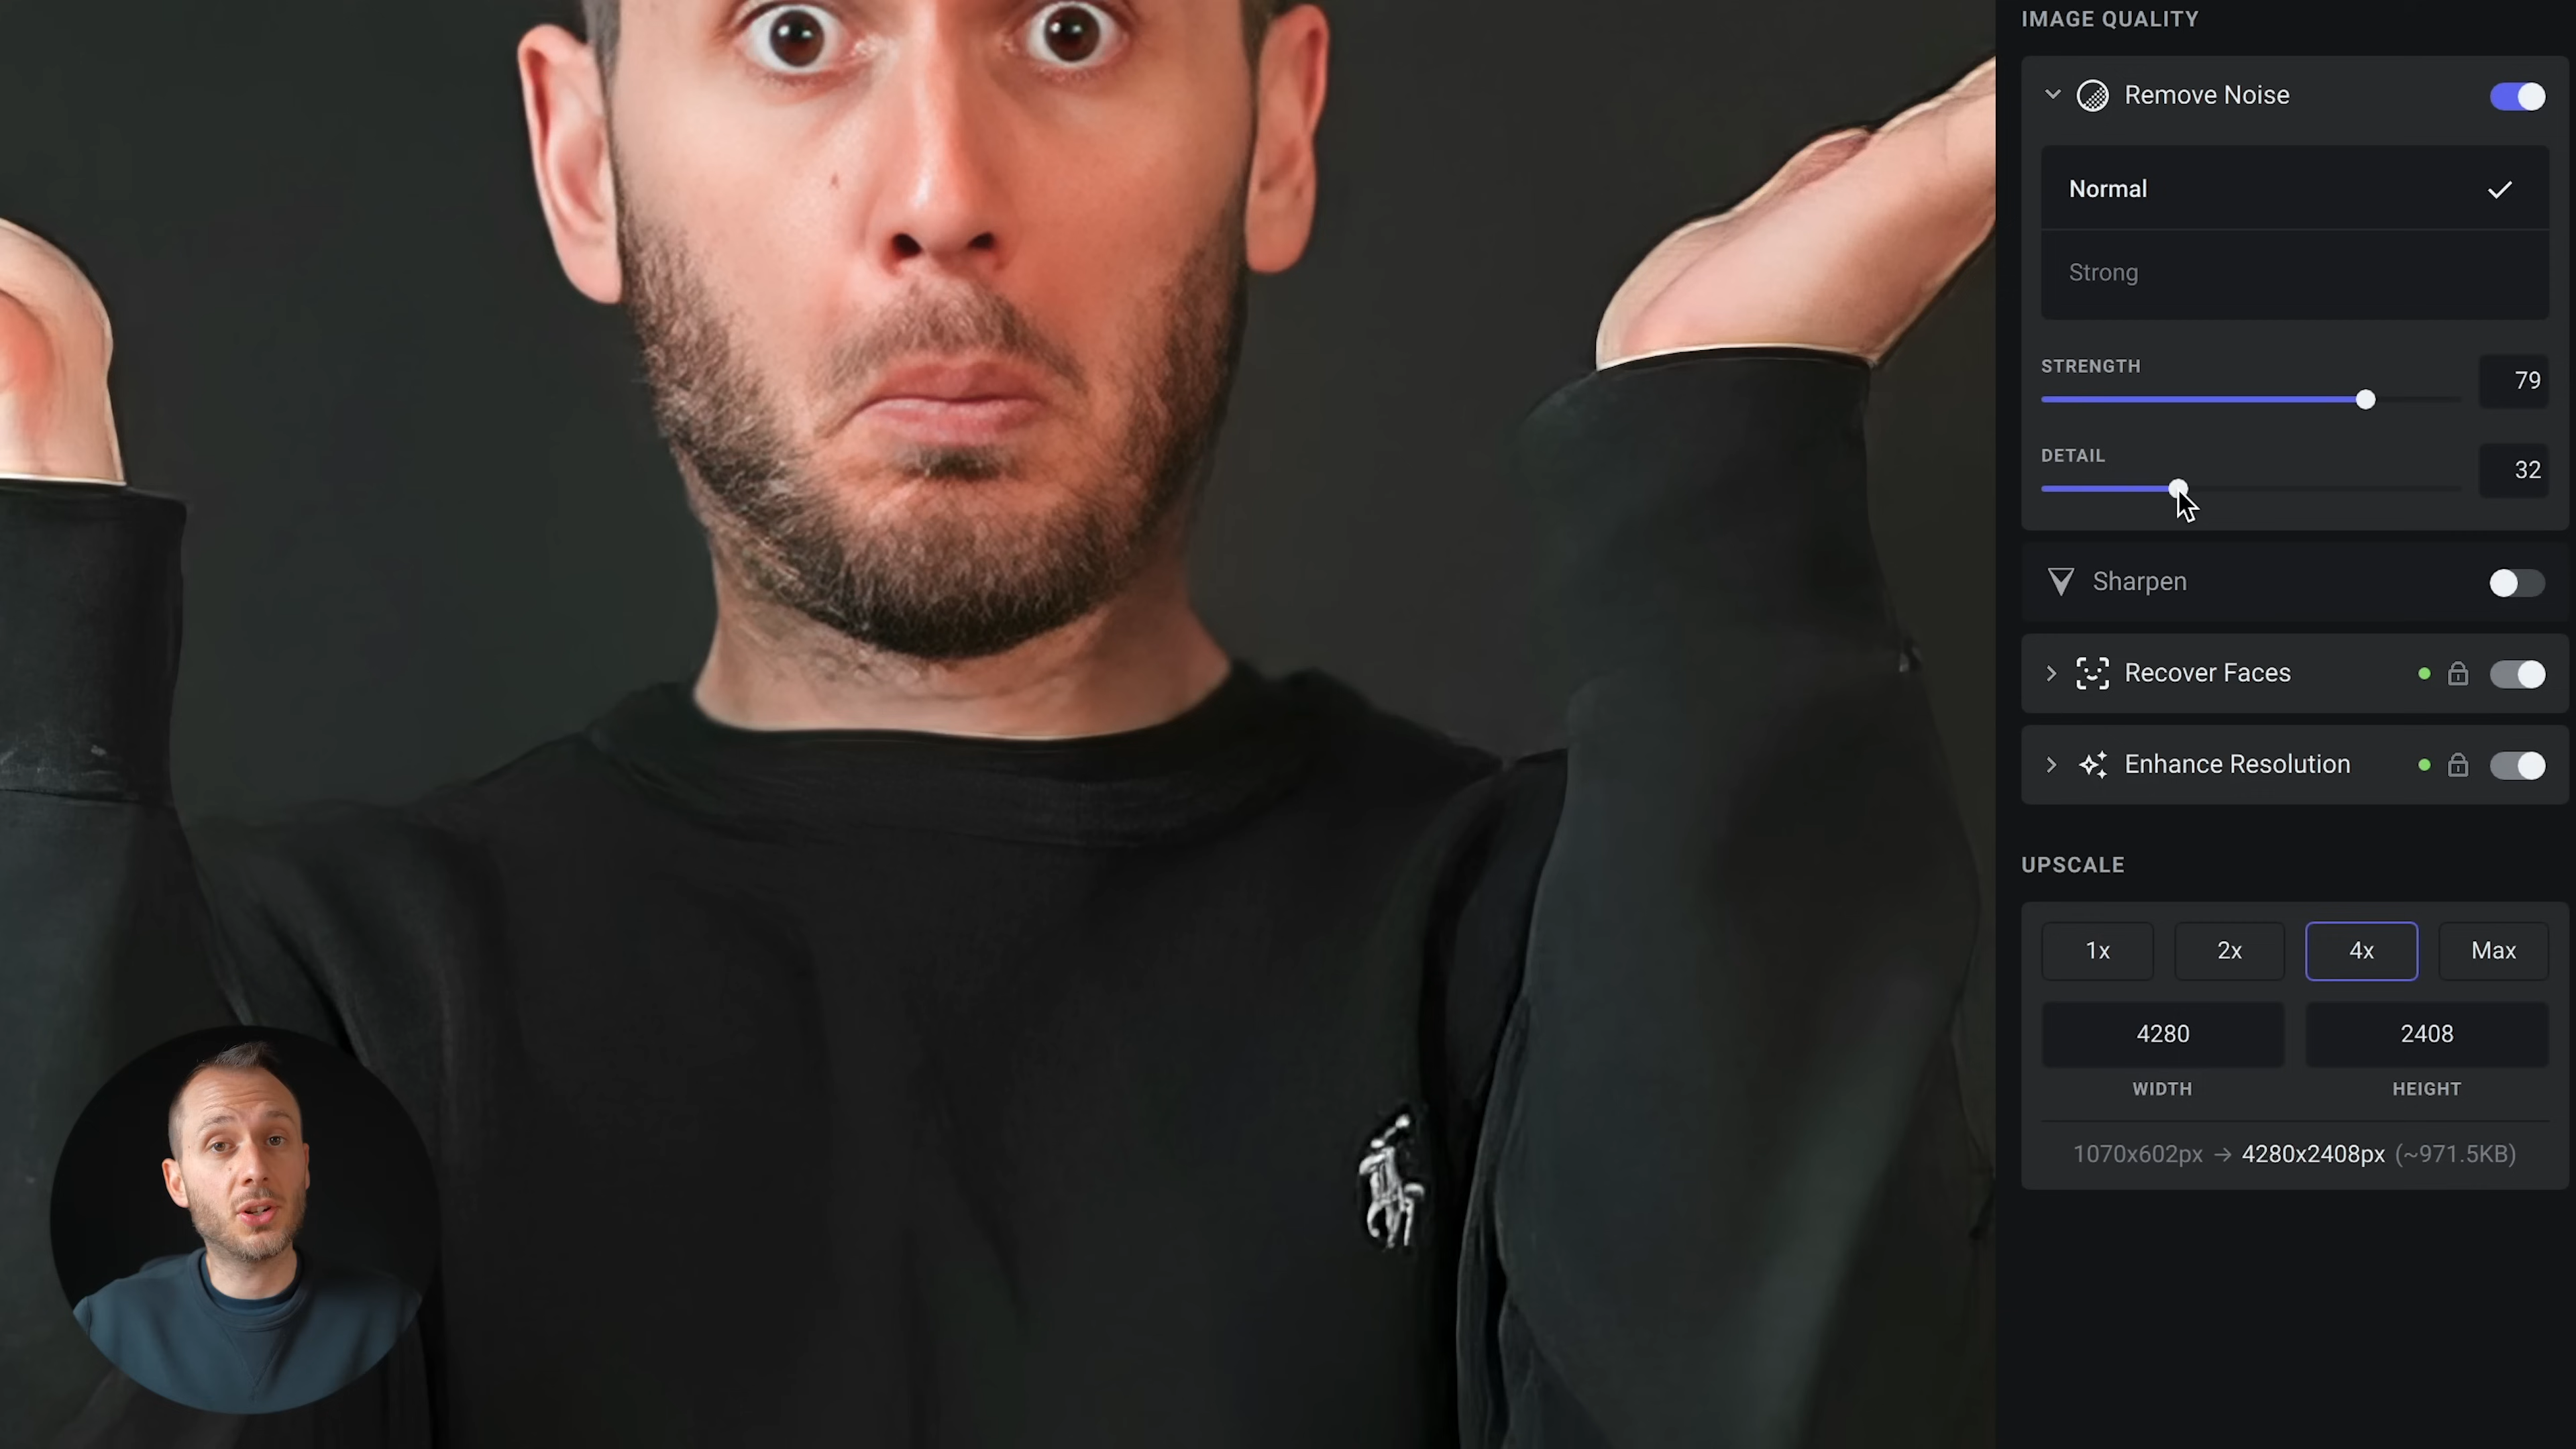 IMAGE QUALITY
Remove Noise
Normal
Strong
STRENGTH
79
DETAIL
32
Sharpen
Recover Faces
Enhance Resolution
UPSCALE
1x 2x 4x Max
4280 2408
WIDTH HEIGHT
1070x602px → 4280x2408px (~971.5KB)